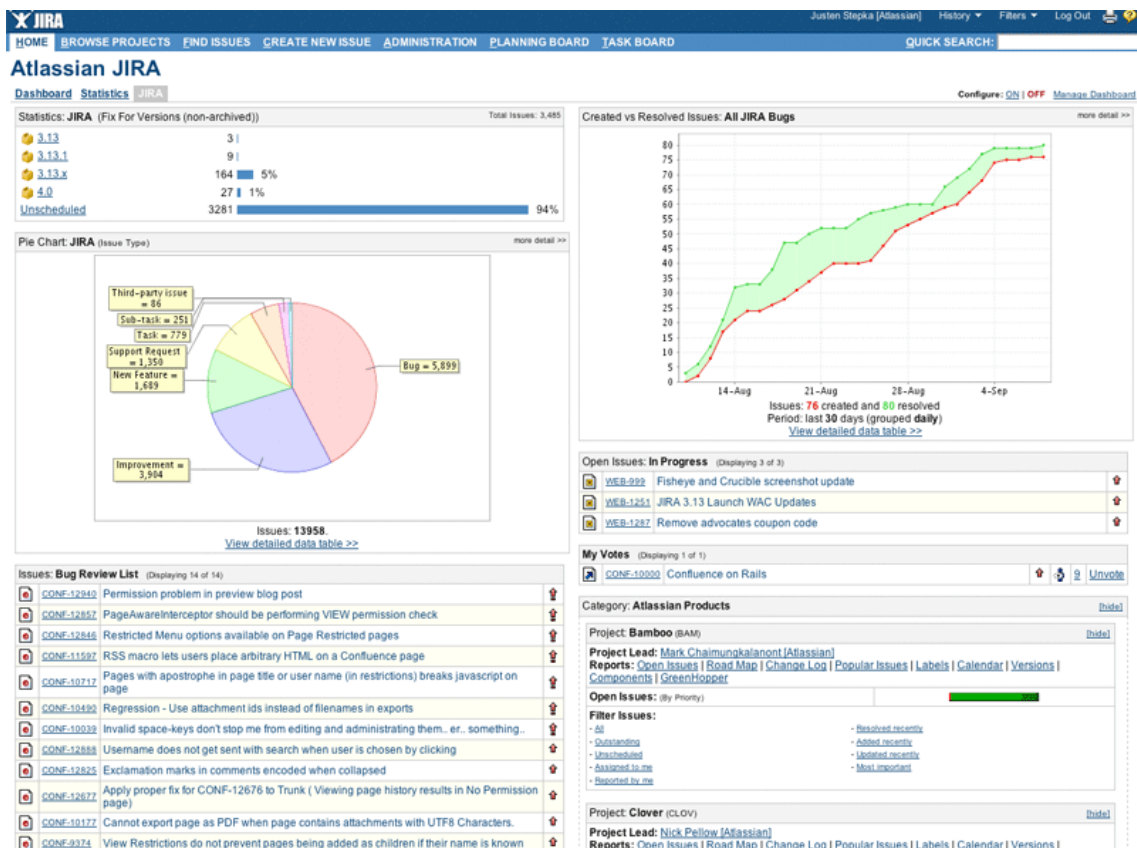 JIRA
Justen Stepka [Atlassian] History Filters Log Out
HOME BROWSE PROJECTS FIND ISSUES CREATE NEW ISSUE ADMINISTRATION PLANNING BOARD TASK BOARD QUICK SEARCH:
Atlassian JIRA
Dashboard Statistics JIRA
Configure: ON | OFF Manage Dashboard
Statistics: JIRA (Fix For Versions (non-archived)) Total Issues: 3,485
3.13 3
3.13.1 9
3.13.x 164 5%
4.0 27 1%
Unscheduled 3281 94%
Pie Chart: JIRA (Issue Type) more detail >>
Third-party issue
= 86
Sub-task = 251
Task = 779
Support Request
= 1,350
New Feature =
1,689
Bug = 5,899
Improvement =
3,904
Issues: 13958.
View detailed data table >>
Issues: Bug Review List (Displaying 14 of 14)
CONF-12940 Permission problem in preview blog post
CONF-12857 PageAwareInterceptor should be performing VIEW permission check
CONF-12846 Restricted Menu options available on Page Restricted pages
CONF-11597 RSS macro lets users place arbitrary HTML on a Confluence page
CONF-10717 Pages with apostrophe in page title or user name (in restrictions) breaks javascript on
page
CONF-10490 Regression - Use attachment ids instead of filenames in exports
CONF-10039 Invalid space-keys don't stop me from editing and administrating them.. er.. something..
CONF-12888 Username does not get sent with search when user is chosen by clicking
CONF-12825 Exclamation marks in comments encoded when collapsed
CONF-12677 Apply proper fix for CONF-12676 to Trunk ( Viewing page history results in No Permission
page)
CONF-10177 Cannot export page as PDF when page contains attachments with UTF8 Characters.
CONF-9374 View Restrictions do not prevent pages being added as children if their name is known
Created vs Resolved Issues: All JIRA Bugs more detail >>
80
75
70
65
60
55
50
45
40
35
30
25
20
15
10
5
0
14-Aug 21-Aug 28-Aug 4-Sep
Issues: 76 created and 80 resolved
Period: last 30 days (grouped daily)
View detailed data table >>
Open Issues: In Progress (Displaying 3 of 3)
WEB-999 Fisheye and Crucible screenshot update
WEB-1251 JIRA 3.13 Launch WAC Updates
WEB-1287 Remove advocates coupon code
My Votes (Displaying 1 of 1)
CONF-10000 Confluence on Rails 9 Unvote
Category: Atlassian Products [hide]
Project: Bamboo (BAM) [hide]
Project Lead: Mark Chaimungkalanont [Atlassian]
Reports: Open Issues | Road Map | Change Log | Popular Issues | Labels | Calendar | Versions |
Components | GreenHopper
Open Issues: (By Priority)
Filter Issues:
- All - Resolved recently
- Outstanding - Added recently
- Unscheduled - Updated recently
- Assigned to me - Most important
- Reported by me
Project: Clover (CLOV) [hide]
Project Lead: Nick Pellow [Atlassian]
Reports: Open Issues | Road Map | Change Log | Popular Issues | Labels | Calendar | Versions |